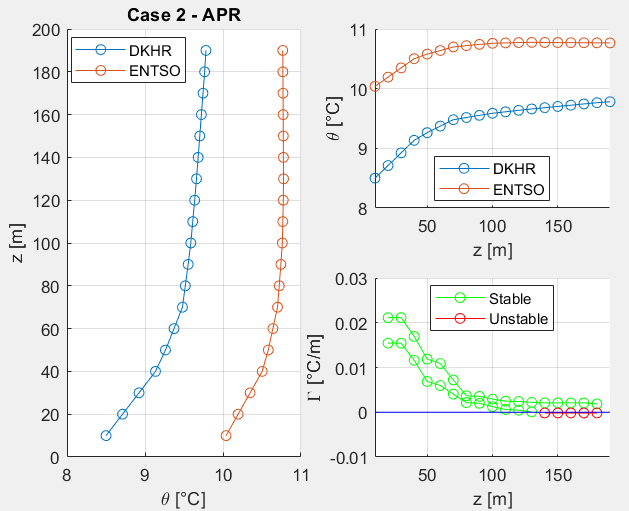 Case 2 - APR
200
180
160
140
120
100
80
60
40
20
0
z [m]
DKHR
ENTSO
8
9
10
11
θ [°C]
11
10
9
8
θ [°C]
DKHR
ENTSO
50
100
150
z [m]
0.03
0.02
0.01
0
-0.01
Γ [°C/m]
Stable
Unstable
50
100
150
z [m]